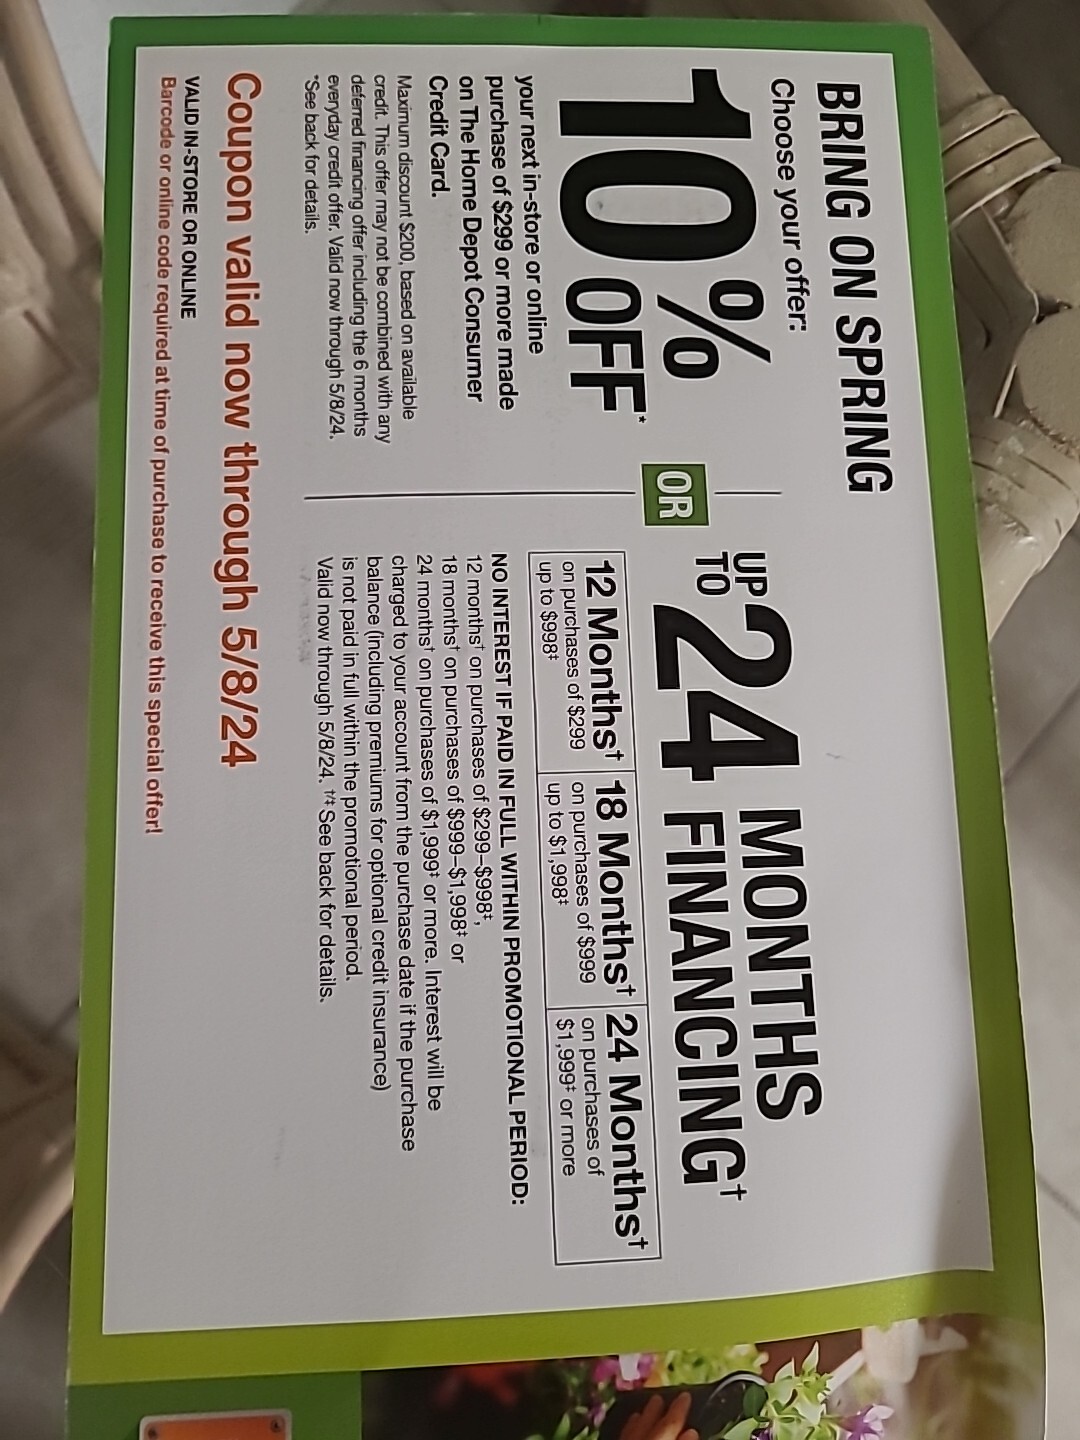 BRING ON SPRING
Choose your offer:
10%
OFF*
your next in-store or online
purchase of $299 or more made
on The Home Depot Consumer
Credit Card.
Maximum discount $200, based on available
credit. This offer may not be combined with any
deferred financing offer including the 6 months
everyday credit offer. Valid now through 5/8/24.
*See back for details.
OR
UP TO 24 MONTHS
FINANCING†
12 Months†
on purchases of $299
up to $998‡
18 Months†
on purchases of $999
up to $1,998‡
24 Months†
on purchases of
$1,999‡ or more
NO INTEREST IF PAID IN FULL WITHIN PROMOTIONAL PERIOD:
12 months† on purchases of $299–$998‡,
18 months† on purchases of $999–$1,998‡ or
24 months† on purchases of $1,999‡ or more. Interest will be
charged to your account from the purchase date if the purchase
balance (including premiums for optional credit insurance)
is not paid in full within the promotional period.
Valid now through 5/8/24. †/‡ See back for details.
Coupon valid now through 5/8/24
VALID IN-STORE OR ONLINE
Barcode or online code required at time of purchase to receive this special offer!